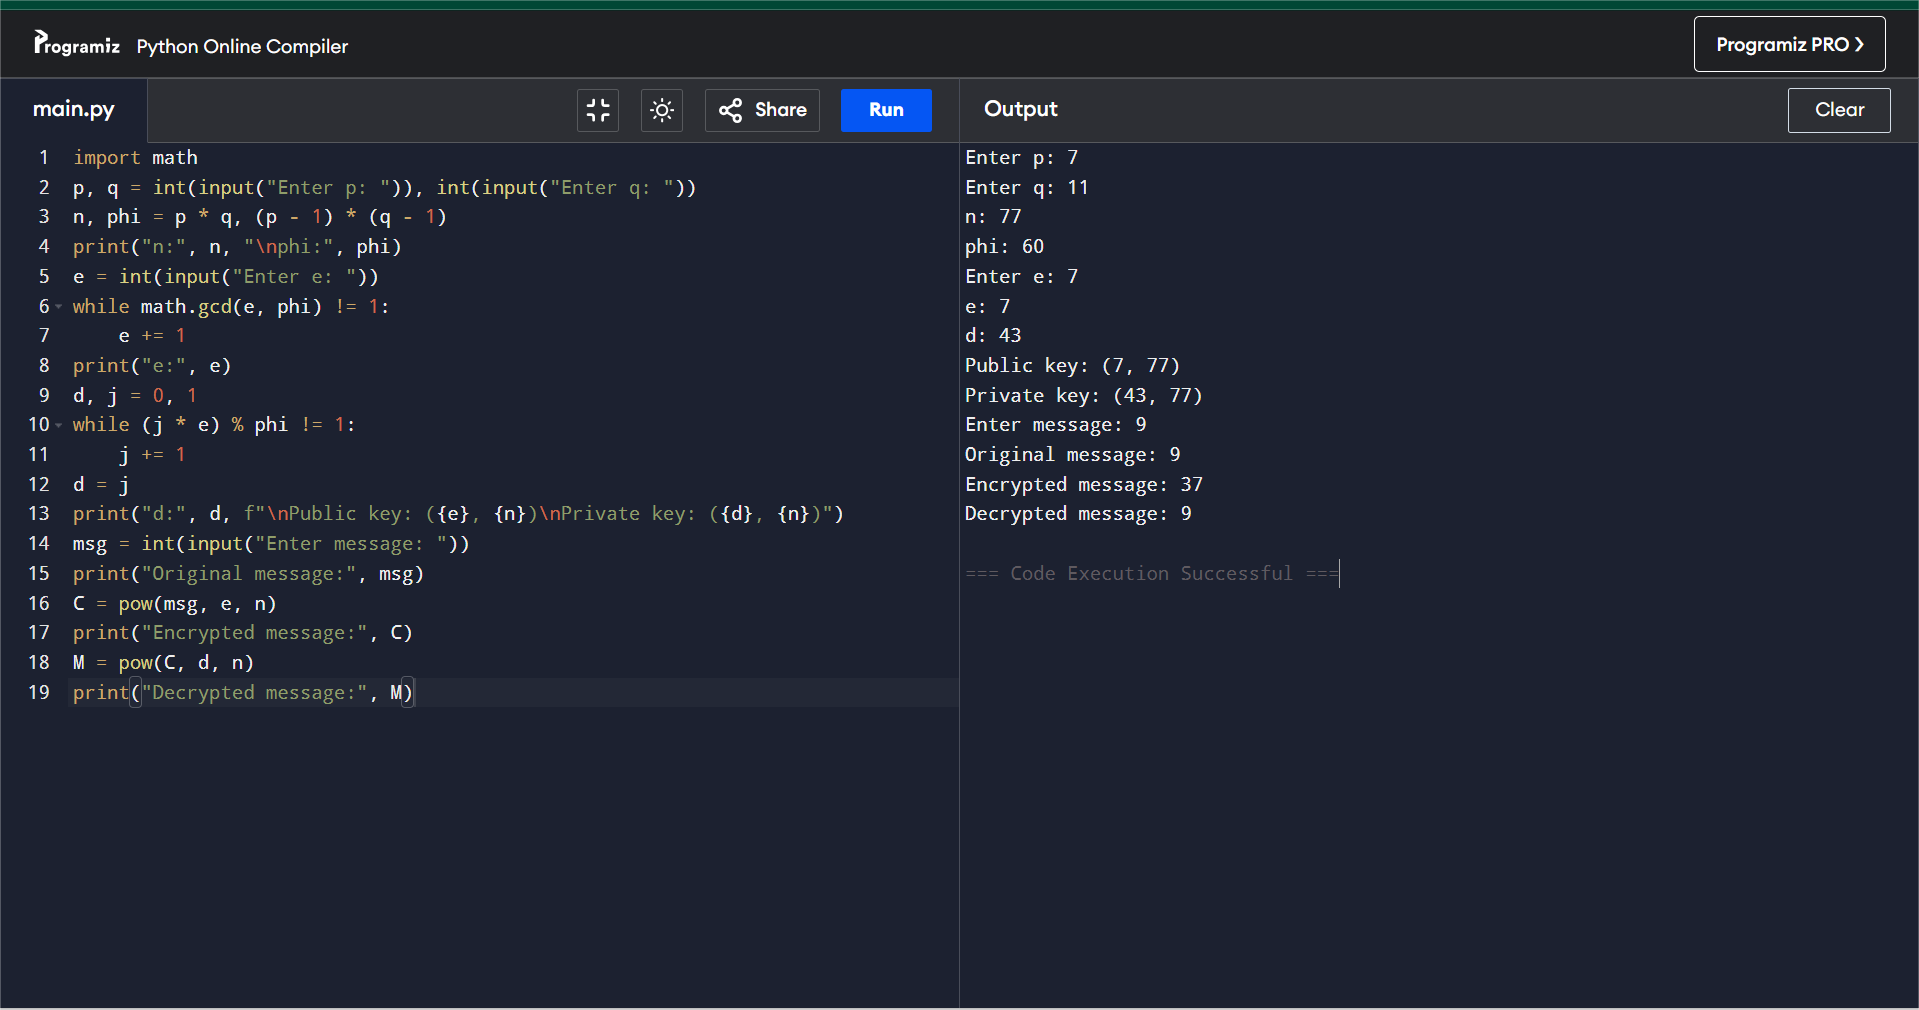 Programiz Python Online Compiler
Programiz PRO ❯
main.py
Share
Run
Output
Clear
1 import math
2 p, q = int(input("Enter p: ")), int(input("Enter q: "))
3 n, phi = p * q, (p - 1) * (q - 1)
4 print("n:", n, "\nphi:", phi)
5 e = int(input("Enter e: "))
6 while math.gcd(e, phi) != 1:
7     e += 1
8 print("e:", e)
9 d, j = 0, 1
10 while (j * e) % phi != 1:
11     j += 1
12 d = j
13 print("d:", d, f"\nPublic key: ({e}, {n})\nPrivate key: ({d}, {n})")
14 msg = int(input("Enter message: "))
15 print("Original message:", msg)
16 C = pow(msg, e, n)
17 print("Encrypted message:", C)
18 M = pow(C, d, n)
19 print("Decrypted message:", M)
Enter p: 7
Enter q: 11
n: 77
phi: 60
Enter e: 7
e: 7
d: 43
Public key: (7, 77)
Private key: (43, 77)
Enter message: 9
Original message: 9
Encrypted message: 37
Decrypted message: 9
=== Code Execution Successful ===